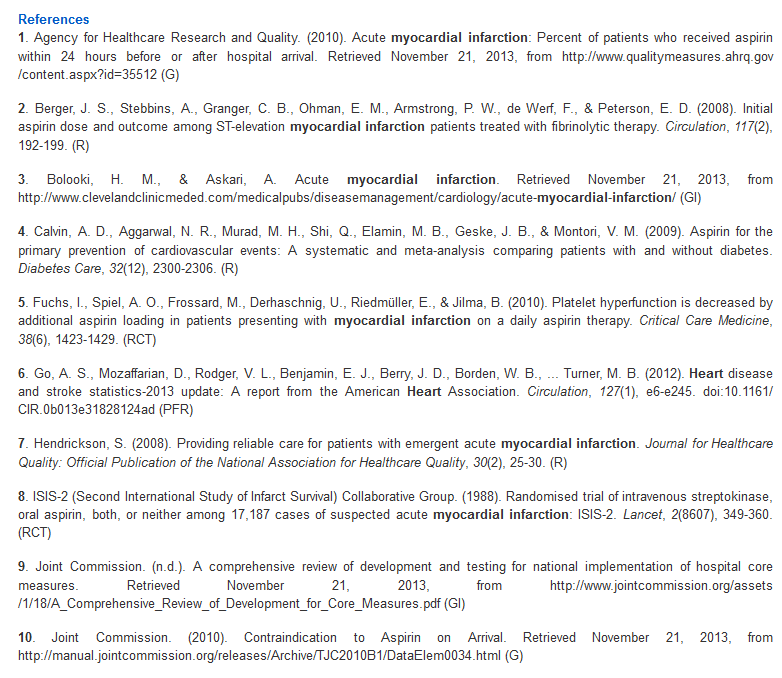 References
1. Agency for Healthcare Research and Quality. (2010). Acute myocardial infarction: Percent of patients who received aspirin
within 24 hours before or after hospital arrival. Retrieved November 21, 2013, from http://www.qualitymeasures.ahrq.gov
/content.aspx?id=35512 (G)
2. Berger, J. S., Stebbins, A., Granger, C. B., Ohman, E. M., Armstrong, P. W., de Werf, F., & Peterson, E. D. (2008). Initial
aspirin dose and outcome among ST-elevation myocardial infarction patients treated with fibrinolytic therapy. Circulation, 117(2),
192-199. (R)
3. Bolooki, H. M., & Askari, A. Acute myocardial infarction. Retrieved November 21, 2013, from
http://www.clevelandclinicmeded.com/medicalpubs/diseasemanagement/cardiology/acute-myocardial-infarction/ (GI)
4. Calvin, A. D., Aggarwal, N. R., Murad, M. H., Shi, Q., Elamin, M. B., Geske, J. B., & Montori, V. M. (2009). Aspirin for the
primary prevention of cardiovascular events: A systematic and meta-analysis comparing patients with and without diabetes.
Diabetes Care, 32(12), 2300-2306. (R)
5. Fuchs, I., Spiel, A. O., Frossard, M., Derhaschnig, U., Riedmüller, E., & Jilma, B. (2010). Platelet hyperfunction is decreased by
additional aspirin loading in patients presenting with myocardial infarction on a daily aspirin therapy. Critical Care Medicine,
38(6), 1423-1429. (RCT)
6. Go, A. S., Mozaffarian, D., Rodger, V. L., Benjamin, E. J., Berry, J. D., Borden, W. B., ... Turner, M. B. (2012). Heart disease
and stroke statistics-2013 update: A report from the American Heart Association. Circulation, 127(1), e6-e245. doi:10.1161/
CIR.0b013e31828124ad (PFR)
7. Hendrickson, S. (2008). Providing reliable care for patients with emergent acute myocardial infarction. Journal for Healthcare
Quality: Official Publication of the National Association for Healthcare Quality, 30(2), 25-30. (R)
8. ISIS-2 (Second International Study of Infarct Survival) Collaborative Group. (1988). Randomised trial of intravenous streptokinase,
oral aspirin, both, or neither among 17,187 cases of suspected acute myocardial infarction: ISIS-2. Lancet, 2(8607), 349-360.
(RCT)
9. Joint Commission. (n.d.). A comprehensive review of development and testing for national implementation of hospital core
measures. Retrieved November 21, 2013, from http://www.jointcommission.org/assets
/1/18/A_Comprehensive_Review_of_Development_for_Core_Measures.pdf (GI)
10. Joint Commission. (2010). Contraindication to Aspirin on Arrival. Retrieved November 21, 2013, from
http://manual.jointcommission.org/releases/Archive/TJC2010B1/DataElem0034.html (G)